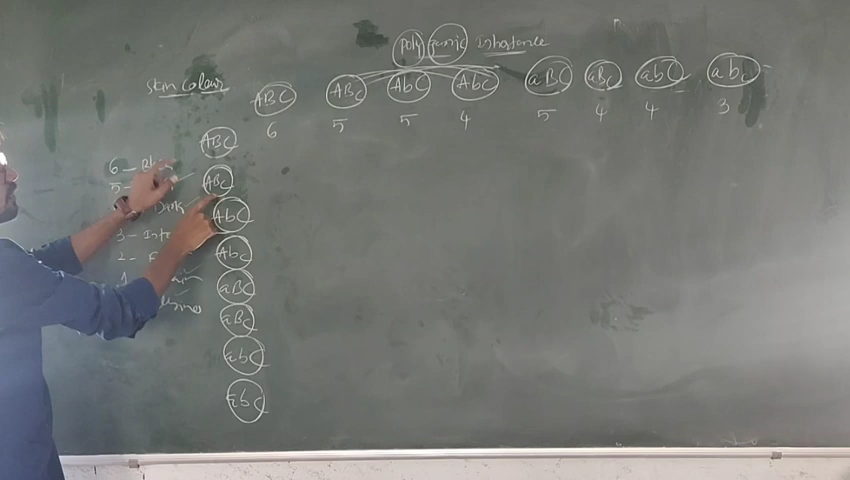 Poly genic Inheritance
Skin colour
ABC ABc AbC Abc aBC aBc abC abc
6 5 5 4 5 4 4 3
ABC
6 -
5 - ABc
Dark AbC
3 -
2 - Abc
1 aBC
aBc
abC
abc